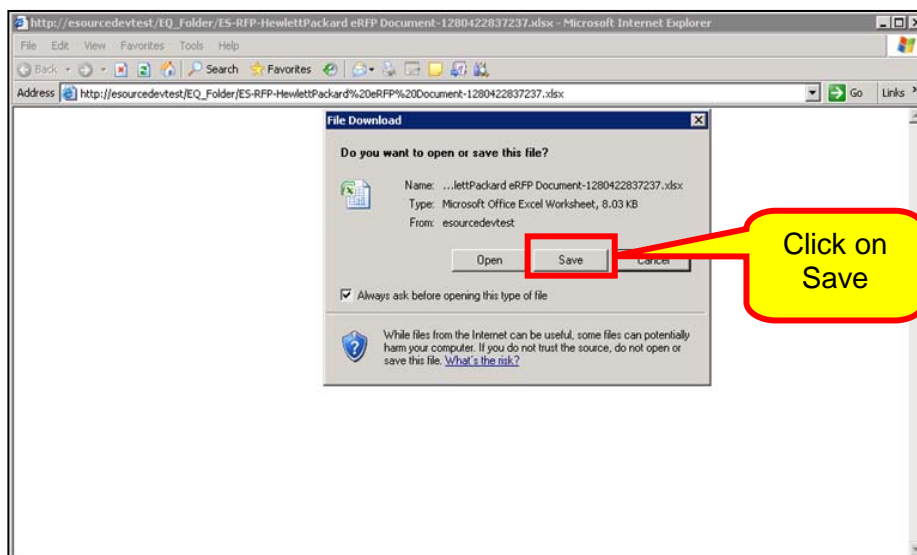 http://esourcedevtest/EQ_Folder/ES-RFP-HewlettPackard eRFP Document-1280422837237.xlsx - Microsoft Internet Explorer
File Edit View Favorites Tools Help
Back Search Favorites
Address http://esourcedevtest/EQ_Folder/ES-RFP-HewlettPackard%20eRFP%20Document-1280422837237.xlsx Go Links »
File Download
Do you want to open or save this file?
Name: ...lettPackard eRFP Document-1280422837237.xlsx
Type: Microsoft Office Excel Worksheet, 8.03 KB
From: esourcedevtest
Open Save Cancel
Click on
Save
Always ask before opening this type of file
While files from the Internet can be useful, some files can potentially
harm your computer. If you do not trust the source, do not open or
save this file. What's the risk?